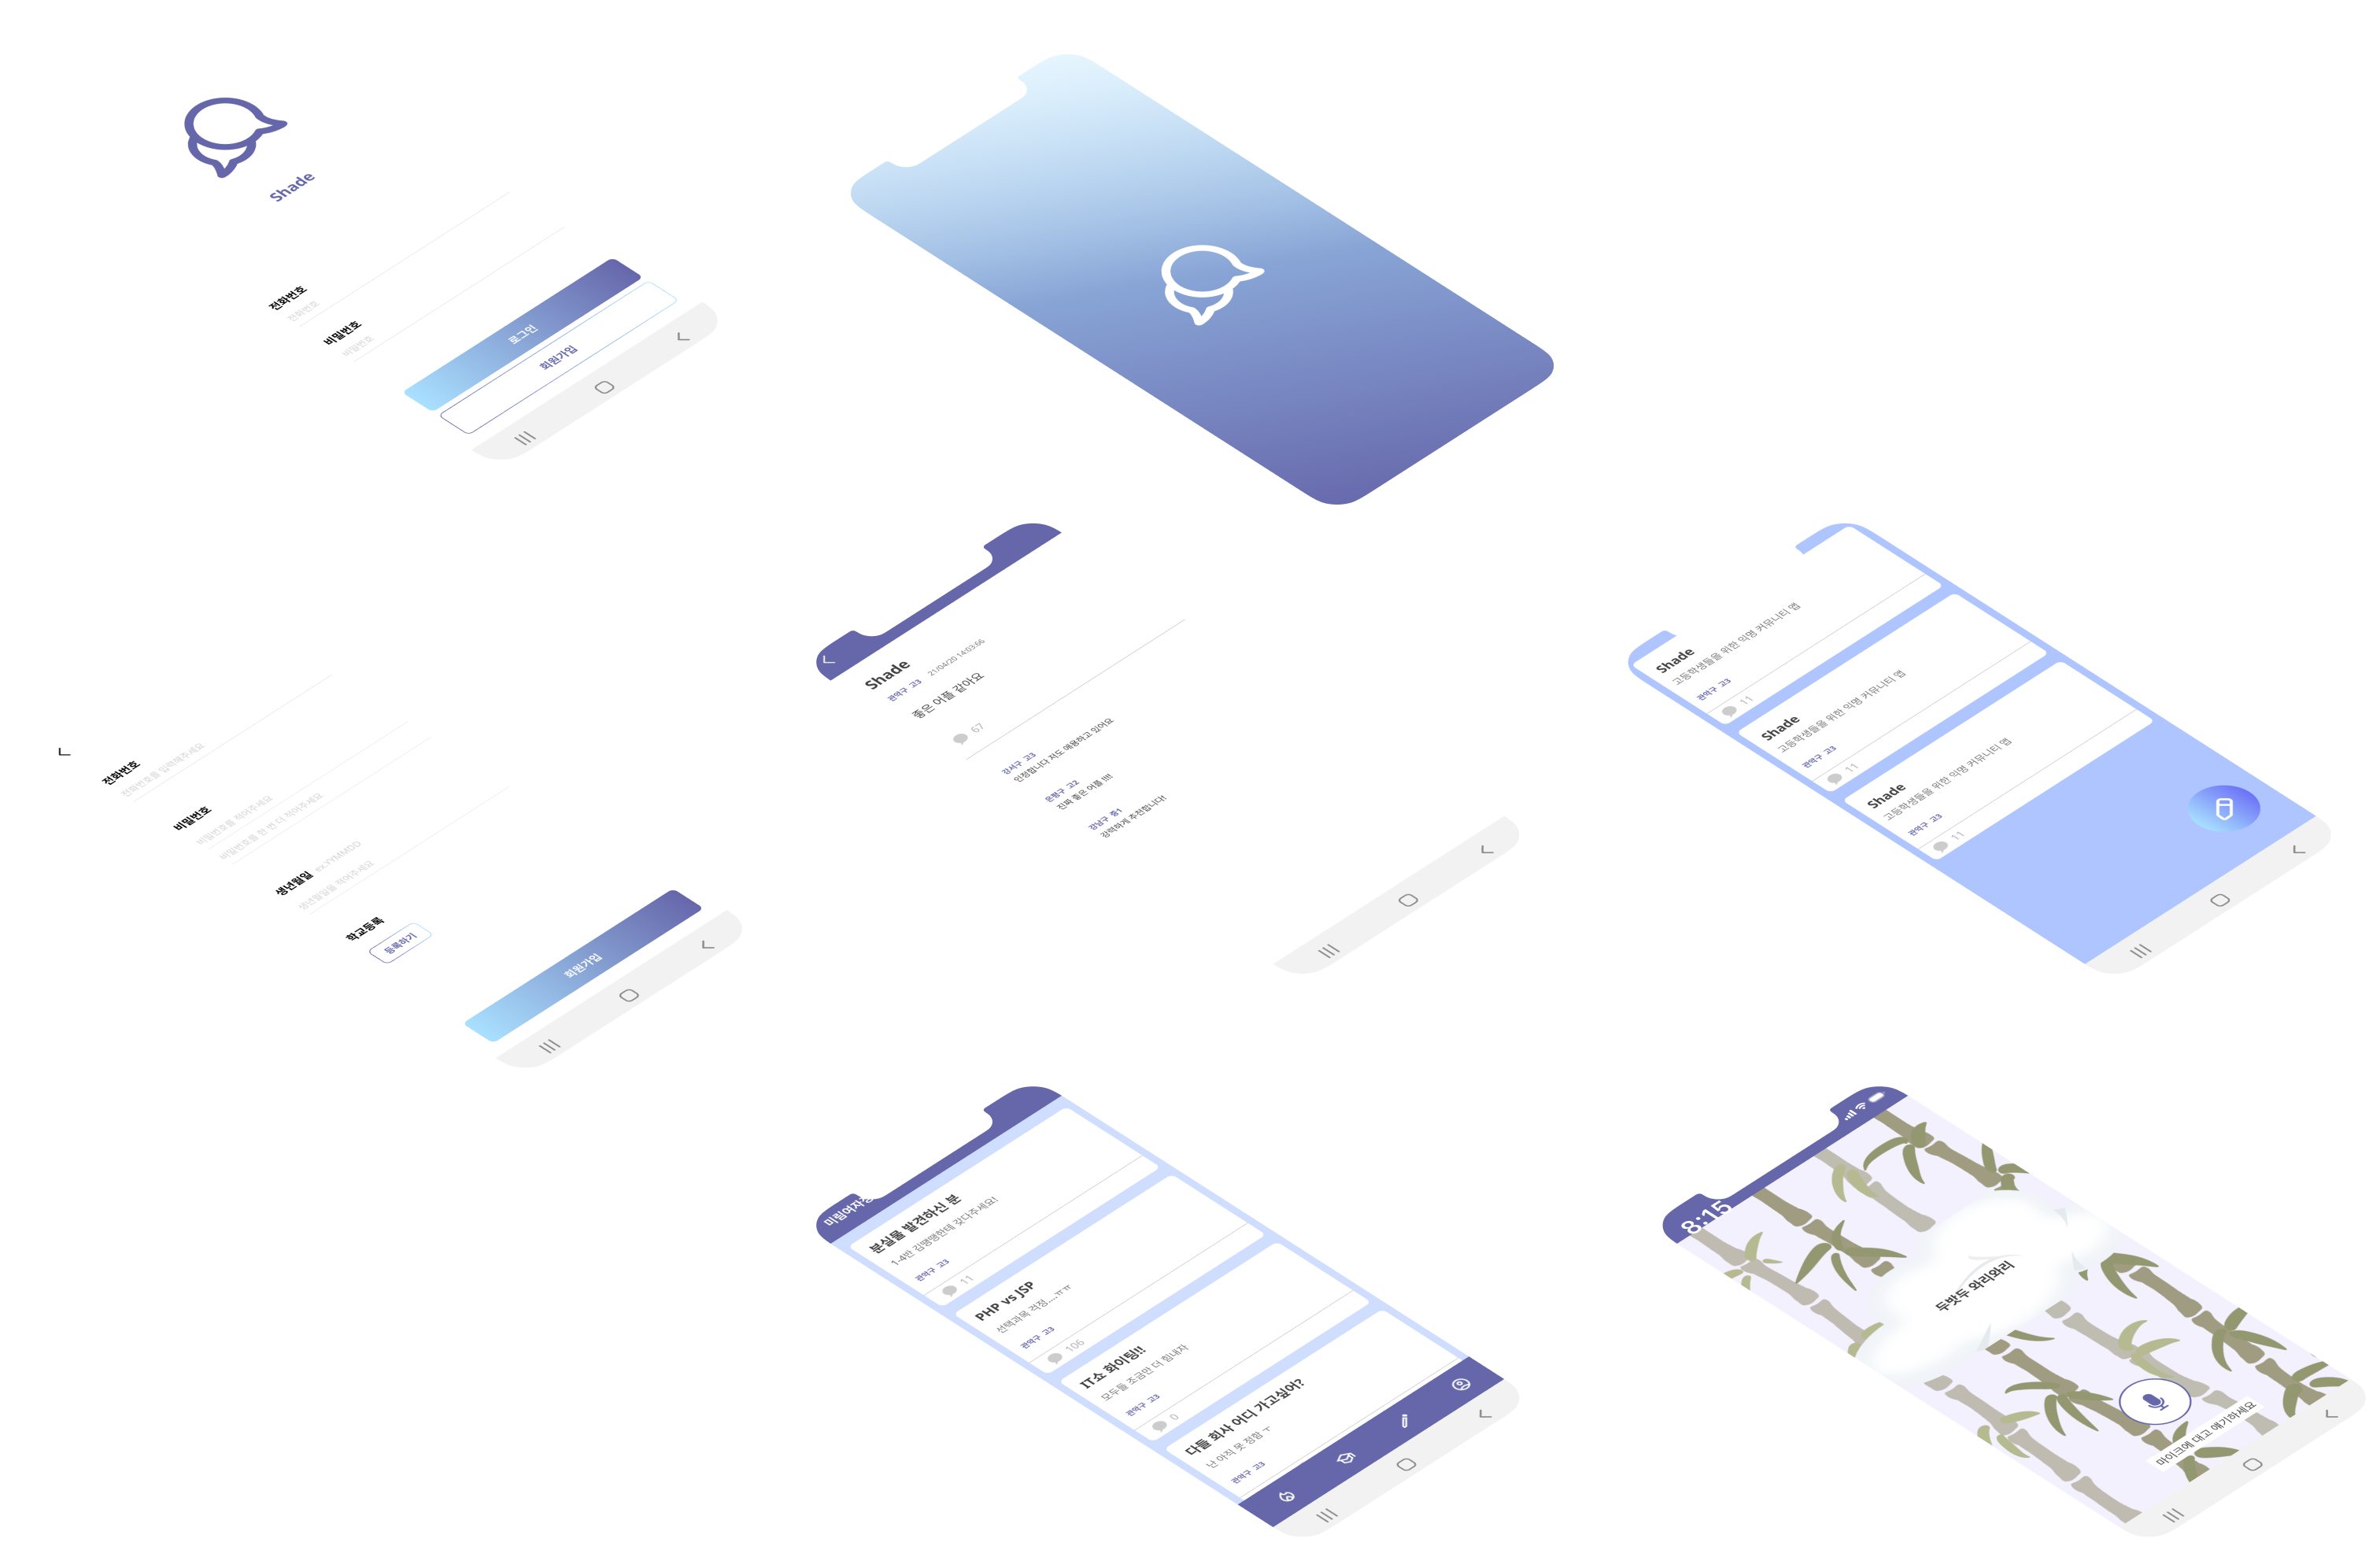 Shade
전화번호
전화번호
비밀번호
비밀번호
로그인
회원가입
전화번호
전화번호를 입력해주세요
비밀번호
비밀번호를 적어주세요
비밀번호를 한 번 더 적어주세요
생년월일 ex.YYMMDD
생년월일을 적어주세요
학교등록
등록하기
회원가입
Shade
관악구 고3 21/04/20 14:03:66
좋은 어플 같아요
67
강서구 고3
인정합니다 저도 애용하고 있어요
은평구 고2
진짜 좋은 어플 !!!!
강남구 중1
강력하게 추천합니다!
Shade
고등학생들을 위한 익명 커뮤니티 앱
관악구 고3
11
Shade
고등학생들을 위한 익명 커뮤니티 앱
관악구 고3
11
Shade
고등학생들을 위한 익명 커뮤니티 앱
관악구 고3
11
미림여자정
분실물 발견하신 분
1-4반 김땡땡한테 갖다주세요!
관악구 고3
11
PHP vs JSP
선택과목 걱정....ㅠㅠ
관악구 고3
106
IT쇼 화이팅!!
모두들 조금만 더 힘내자
관악구 고3
0
다들 회사 어디 가고싶어?
난 아직 못 정함 ㅜ
관악구 고3
8:15
두밧두 와리와리
마이크에 대고 얘기하세요